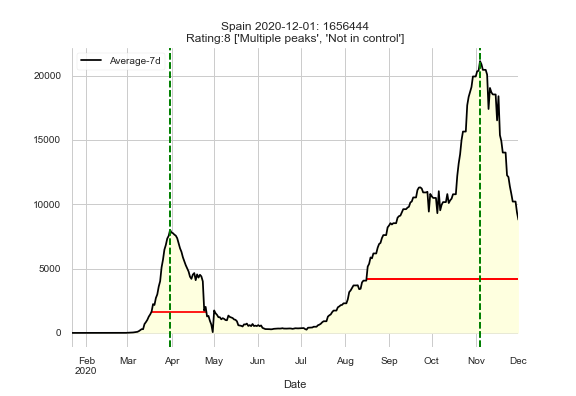 Spain 2020-12-01: 1656444
Rating:8 ['Multiple peaks', 'Not in control']
Average-7d
20000
15000
10000
5000
0
Feb Mar Apr May Jun Jul Aug Sep Oct Nov Dec
2020
Date